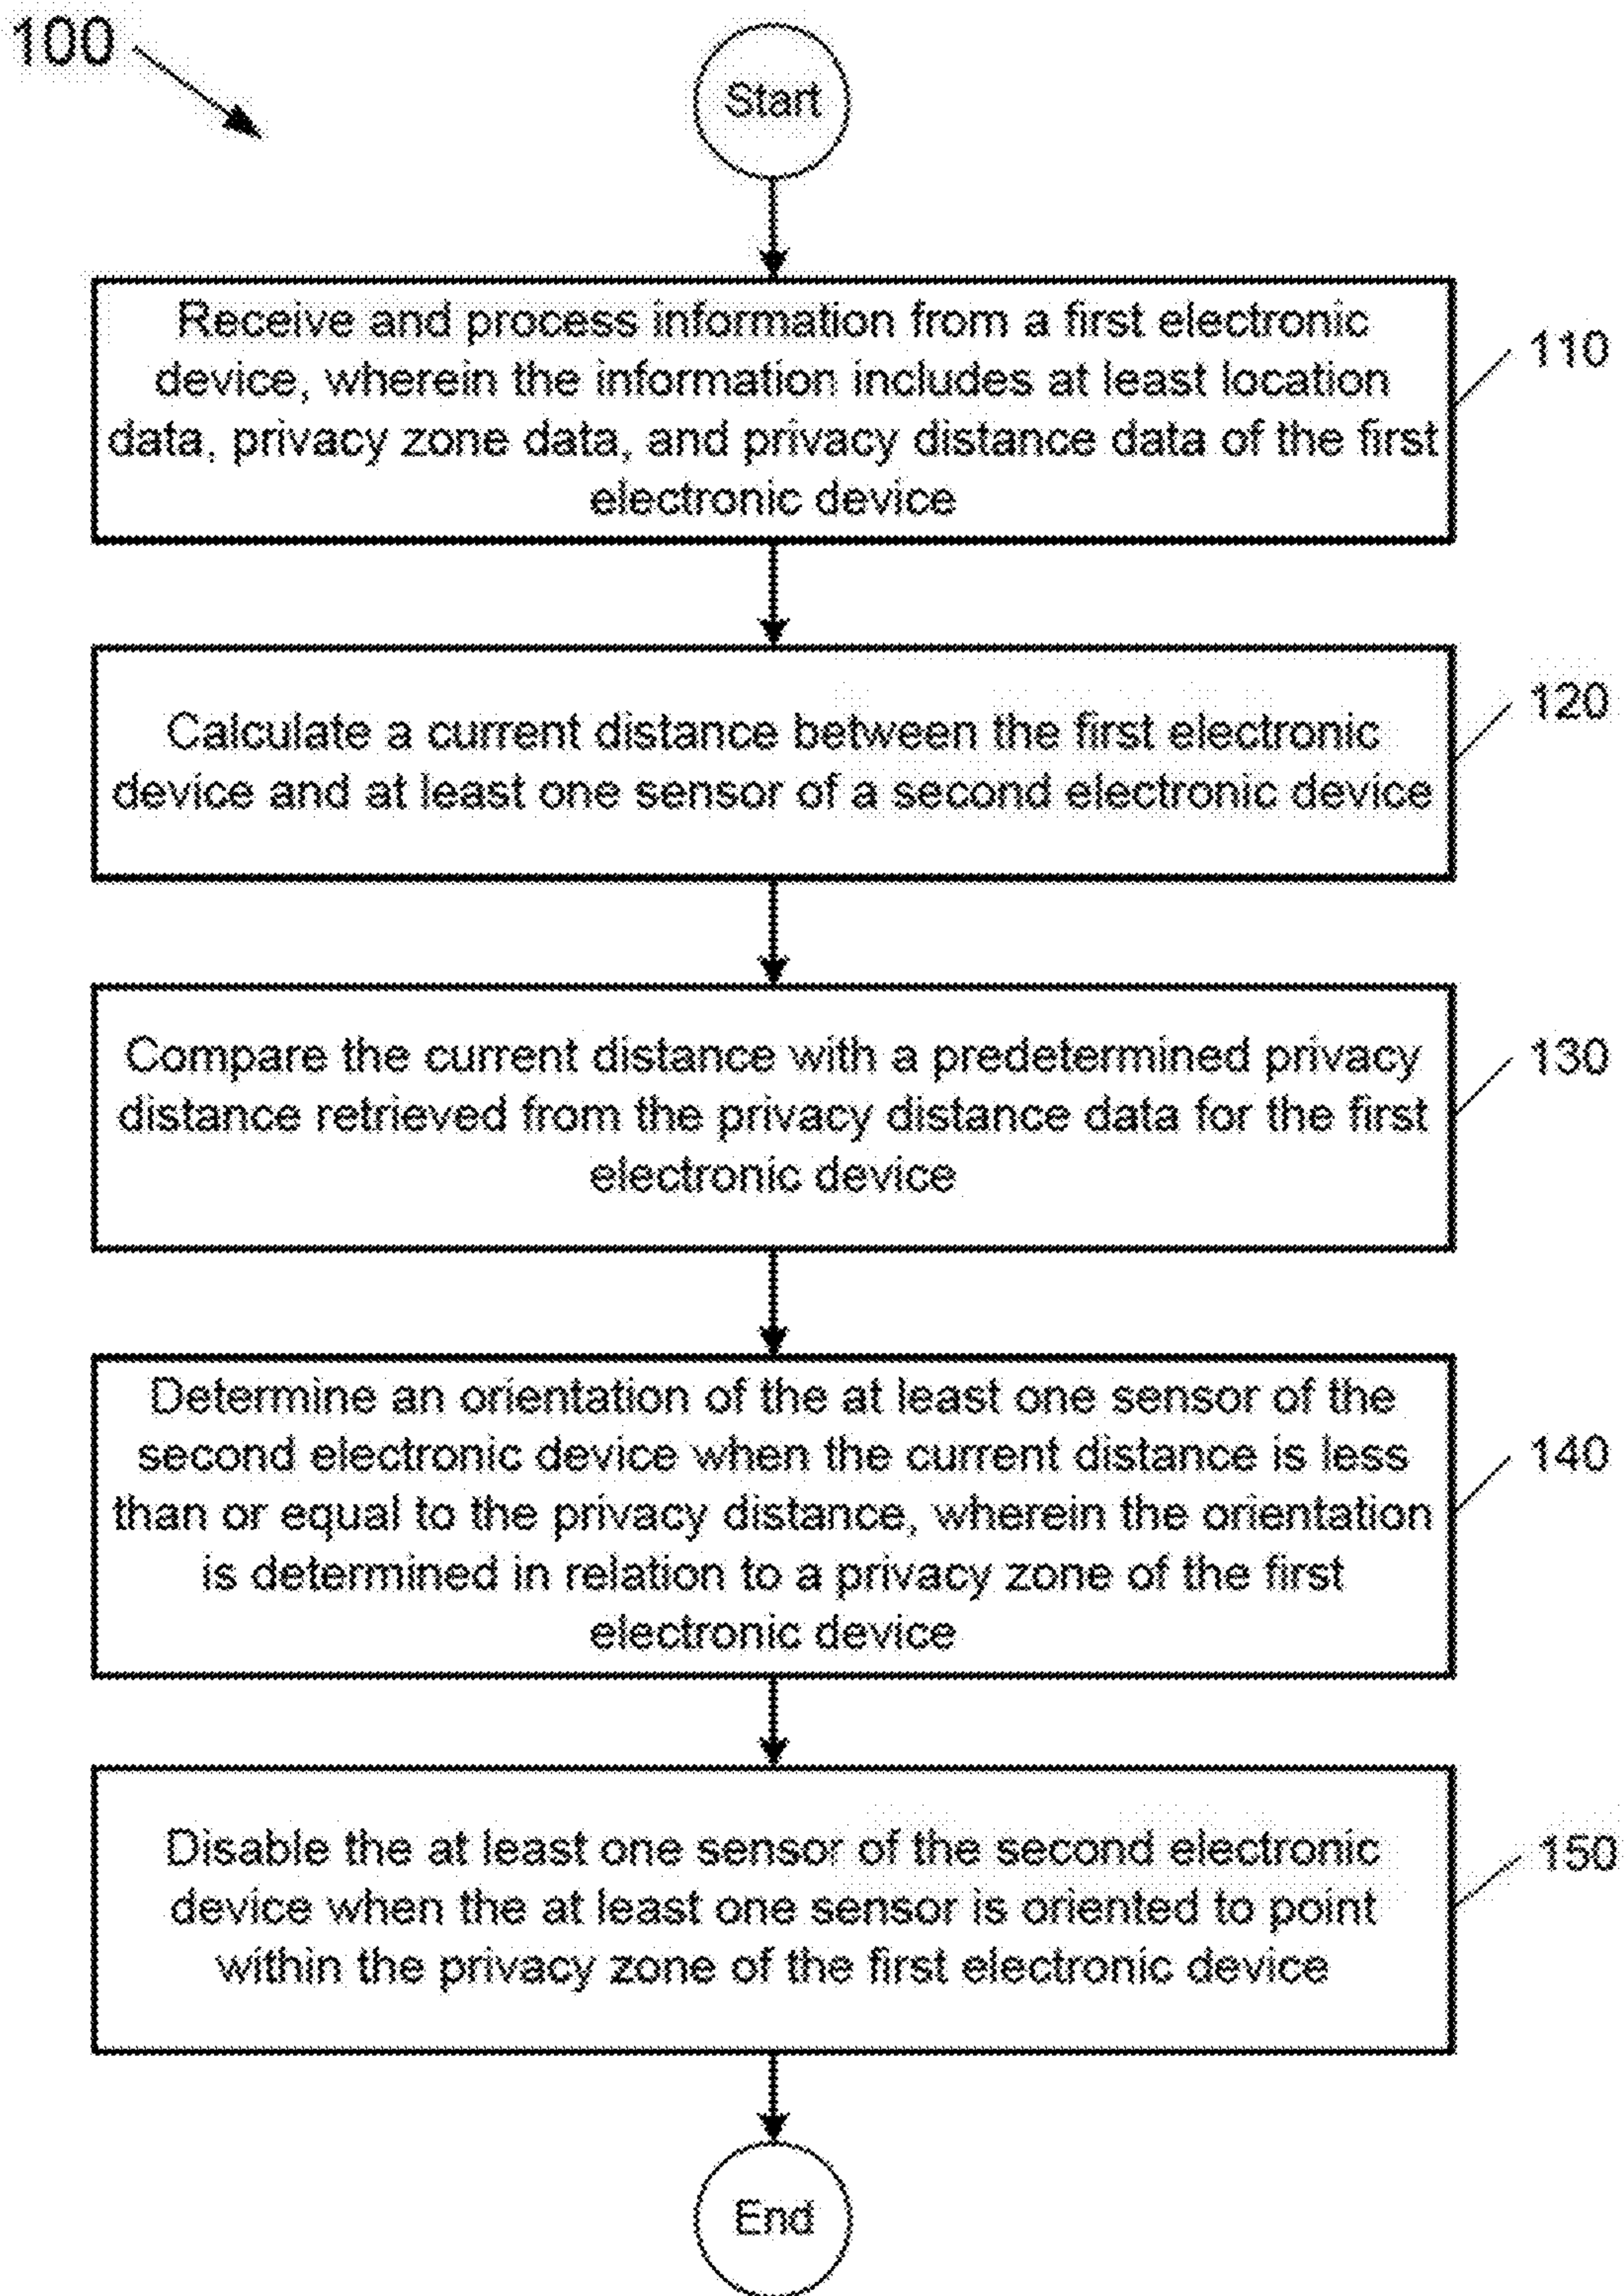 100
Start
Receive and process information from a first electronic
device, wherein the information includes at least location
data, privacy zone data, and privacy distance data of the first
electronic device
110
Calculate a current distance between the first electronic
device and at least one sensor of a second electronic device
120
Compare the current distance with a predetermined privacy
distance retrieved from the privacy distance data for the first
electronic device
130
Determine an orientation of the at least one sensor of the
second electronic device when the current distance is less
than or equal to the privacy distance, wherein the orientation
is determined in relation to a privacy zone of the first
electronic device
140
Disable the at least one sensor of the second electronic
device when the at least one sensor is oriented to point
within the privacy zone of the first electronic device
150
End